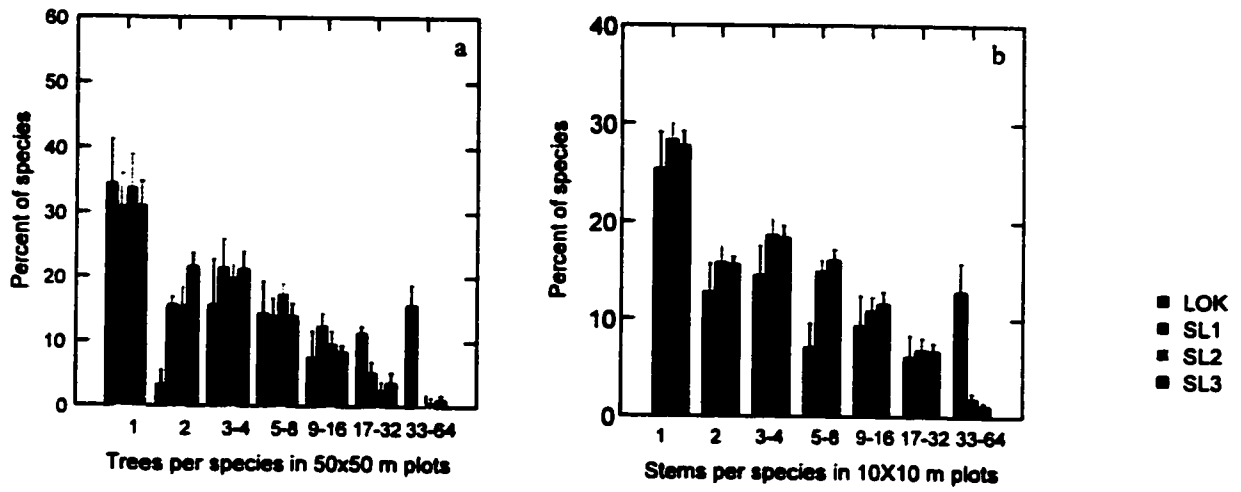 60
50
40
30
20
10
0
Percent of species
a
1 2 3-4 5-8 9-16 17-32 33-64
Trees per species in 50x50 m plots
40
30
20
10
0
Percent of species
b
1 2 3-4 5-8 9-16 17-32 33-64
Stems per species in 10X10 m plots
LOK
SL1
SL2
SL3